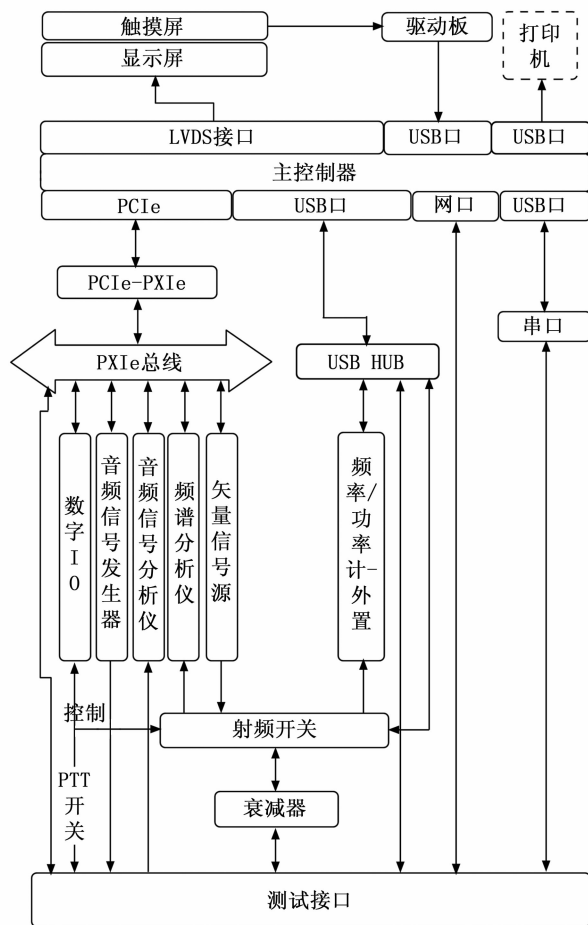 触摸屏
驱动板
打印
机
显示屏
LVDS接口
USB口
USB口
主控制器
PCIe
USB口
网口
USB口
PCIe-PXIe
串口
PXIe总线
USB HUB
数字IO
音频信号发生器
音频信号分析仪
频谱分析仪
矢量信号源
频率/功率计-外置
控制
射频开关
PTT
开
关
衰减器
测试接口